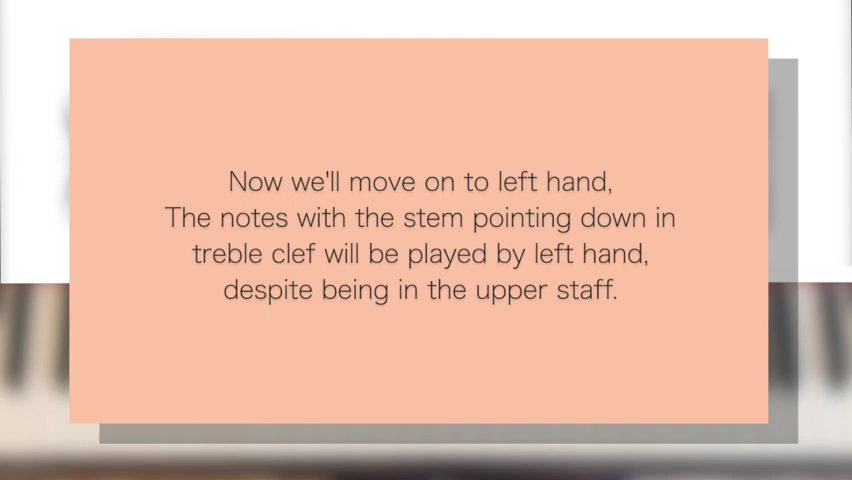 Now we'll move on to left hand,
The notes with the stem pointing down in
treble clef will be played by left hand,
despite being in the upper staff.